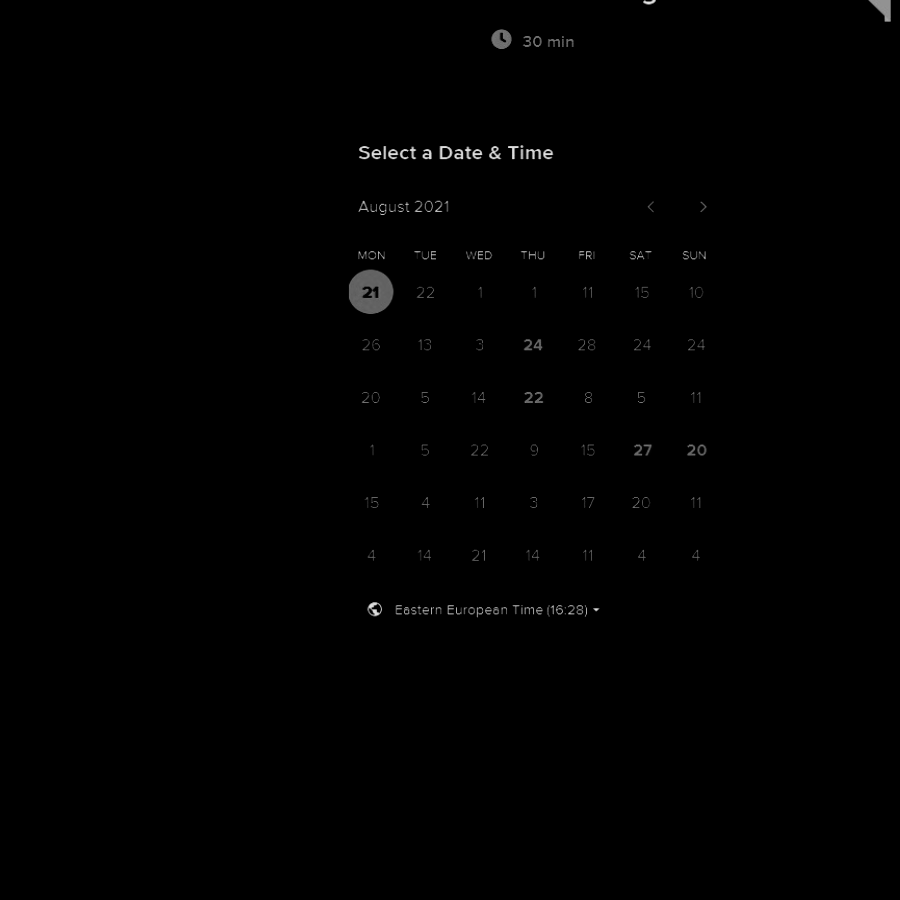 30 min
Select a Date & Time
August 2021
MON TUE WED THU FRI SAT SUN
21 22 1 1 11 15 10
26 13 3 24 28 24 24
20 5 14 22 8 5 11
1 5 22 9 15 27 20
15 4 11 3 17 20 11
4 14 21 14 11 4 4
Eastern European Time (16:28)